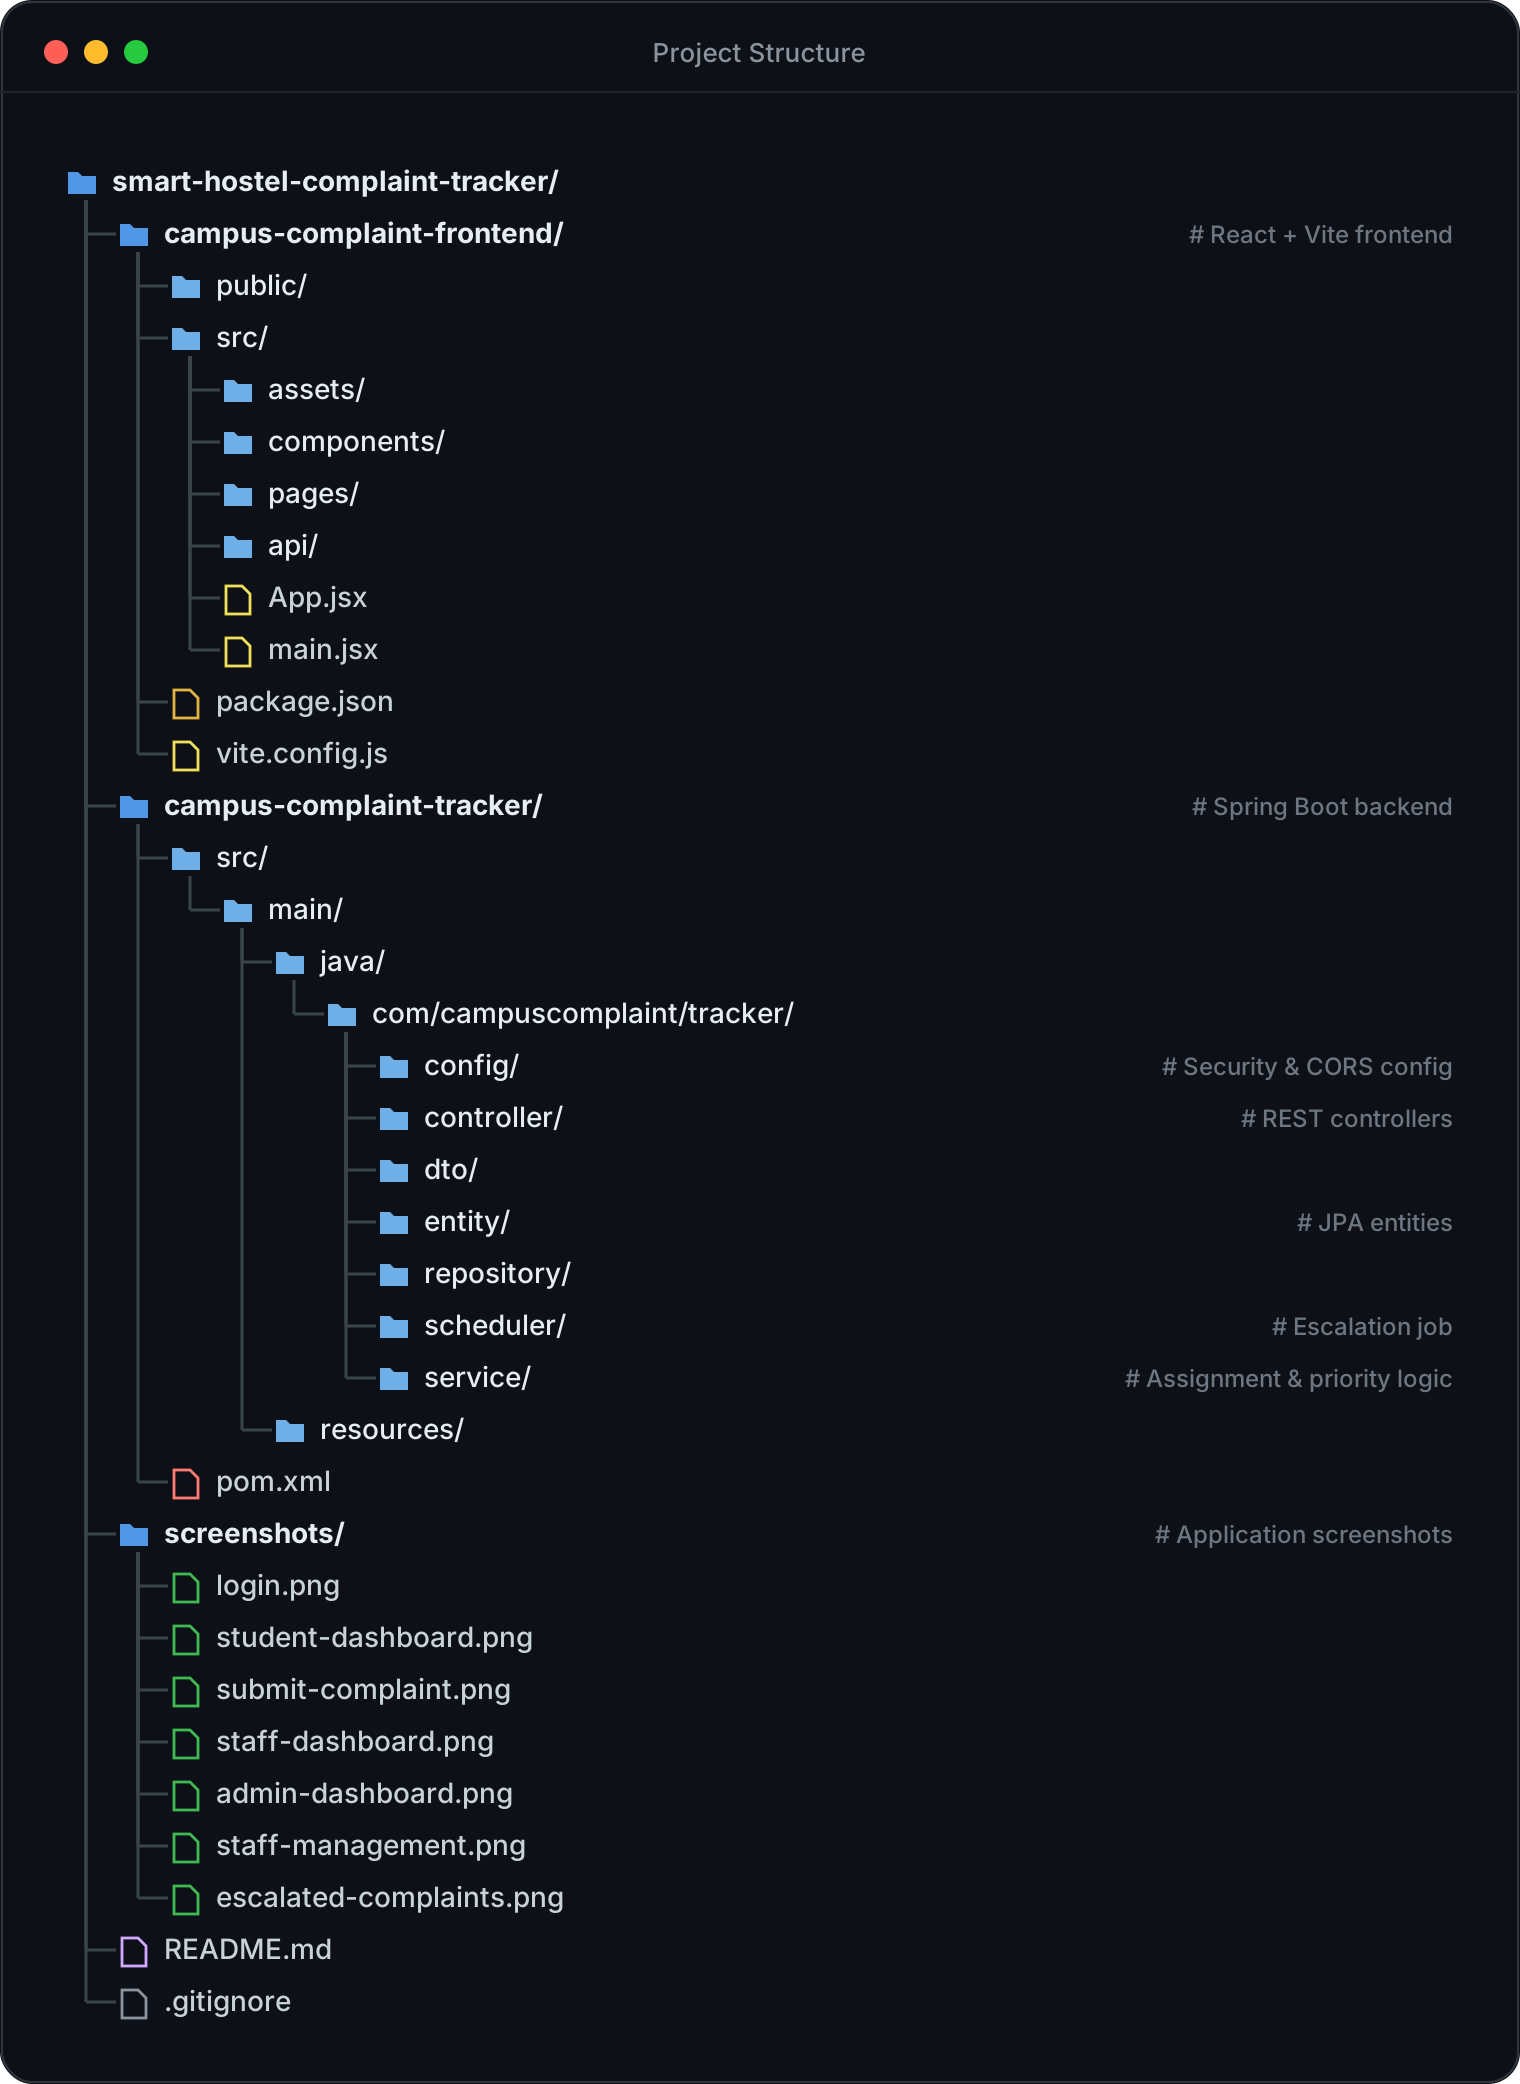 Project Structure
smart-hostel-complaint-tracker/
campus-complaint-frontend/ # React + Vite frontend
public/
src/
assets/
components/
pages/
api/
App.jsx
main.jsx
package.json
vite.config.js
campus-complaint-tracker/ # Spring Boot backend
src/
main/
java/
com/campuscomplaint/tracker/
config/ # Security & CORS config
controller/ # REST controllers
dto/
entity/ # JPA entities
repository/
scheduler/ # Escalation job
service/ # Assignment & priority logic
resources/
pom.xml
screenshots/ # Application screenshots
login.png
student-dashboard.png
submit-complaint.png
staff-dashboard.png
admin-dashboard.png
staff-management.png
escalated-complaints.png
README.md
.gitignore